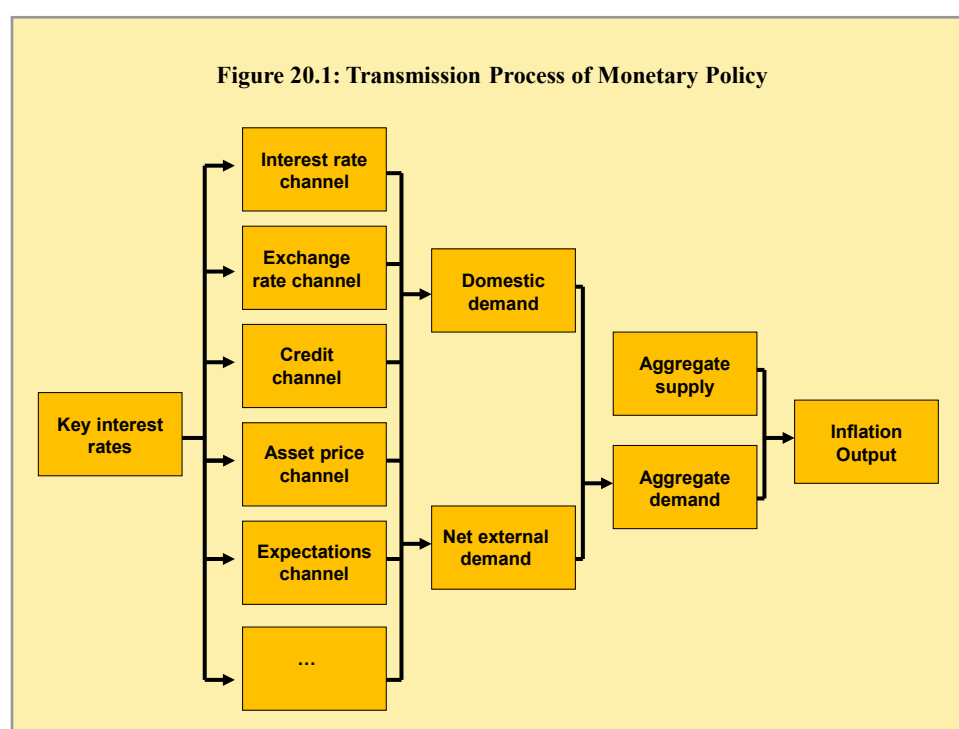 Figure 20.1: Transmission Process of Monetary Policy
Interest rate
channel
Exchange
rate channel
Credit
channel
Key interest
rates
Asset price
channel
Expectations
channel
…
Domestic
demand
Net external
demand
Aggregate
supply
Aggregate
demand
Inflation
Output